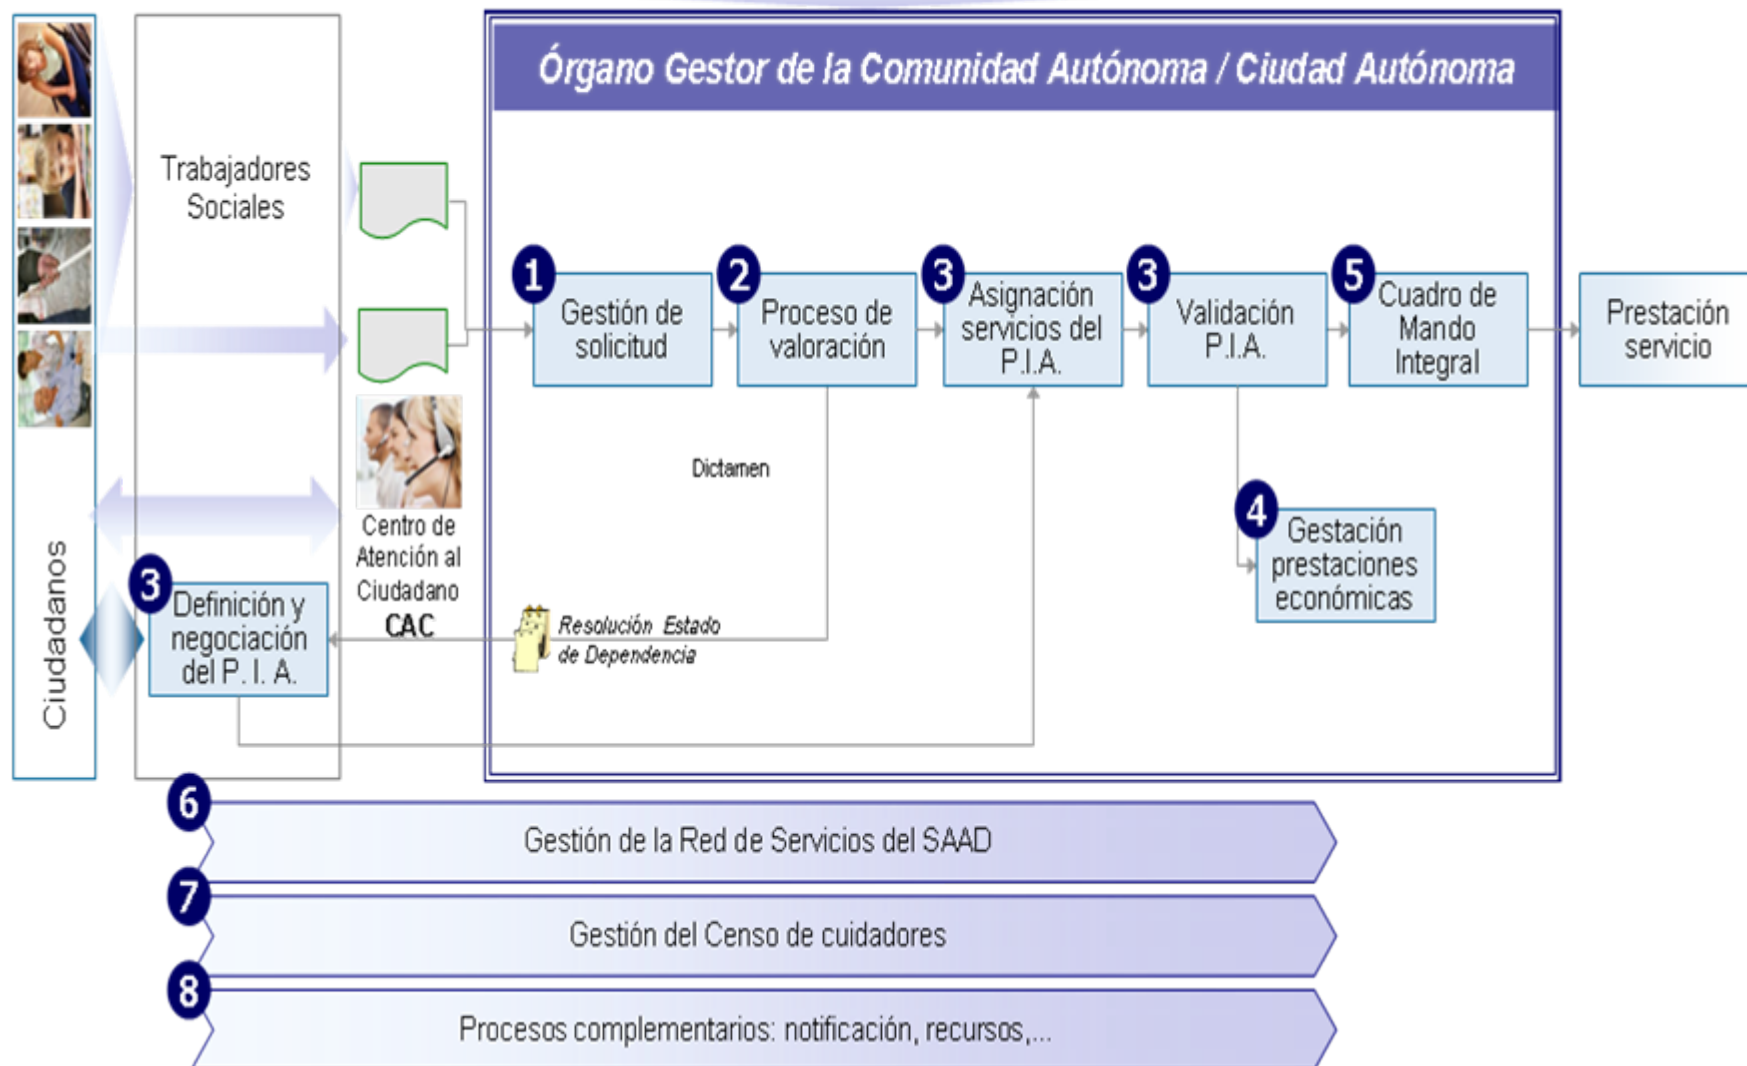 Órgano Gestor de la Comunidad Autónoma / Ciudad Autónoma
Trabajadores
Sociales
1
Gestión de
solicitud
2
Proceso de
valoración
3
Asignación
servicios del
P.I.A.
3
Validación
P.I.A.
5
Cuadro de
Mando
Integral
Prestación
servicio
Dictamen
4
Gestación
prestaciones
económicas
Centro de
Atención al
Ciudadano
CAC
Ciudadanos
3
Definición y
negociación
del P. I. A.
Resolución Estado
de Dependencia
6
Gestión de la Red de Servicios del SAAD
7
Gestión del Censo de cuidadores
8
Procesos complementarios: notificación, recursos,...